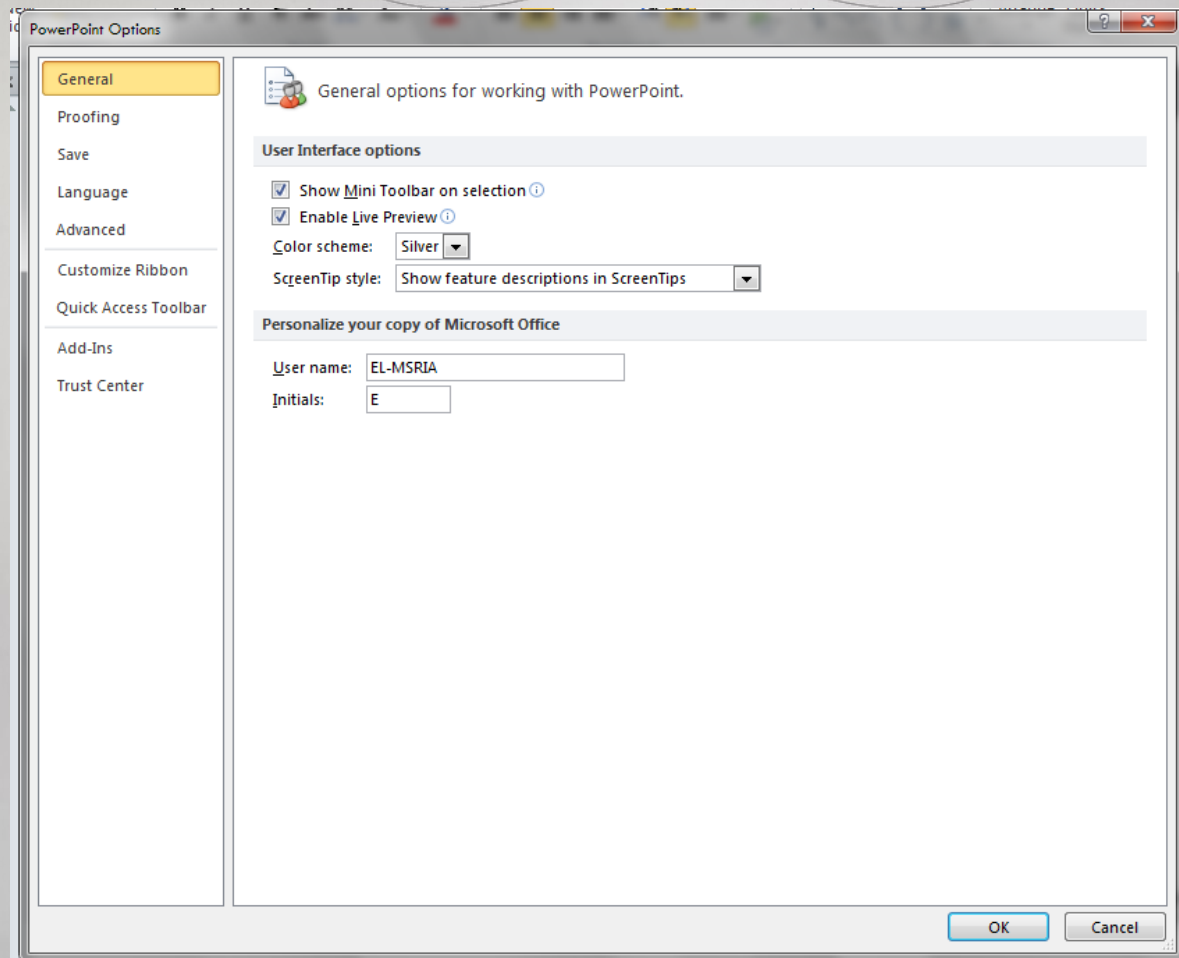 PowerPoint Options
General
Proofing
Save
Language
Advanced
Customize Ribbon
Quick Access Toolbar
Add-Ins
Trust Center
General options for working with PowerPoint.
User Interface options
Show Mini Toolbar on selection
Enable Live Preview
Color scheme: Silver
ScreenTip style: Show feature descriptions in ScreenTips
Personalize your copy of Microsoft Office
User name: EL-MSRIA
Initials: E
OK Cancel